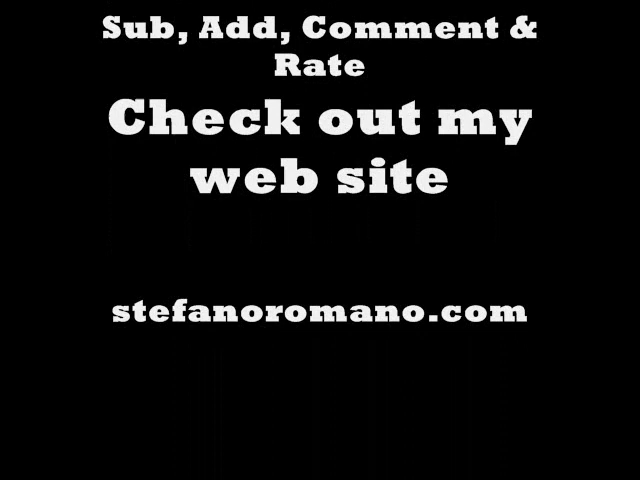 Sub, Add, Comment &
Rate
Check out my
web site
stefanoromano.com